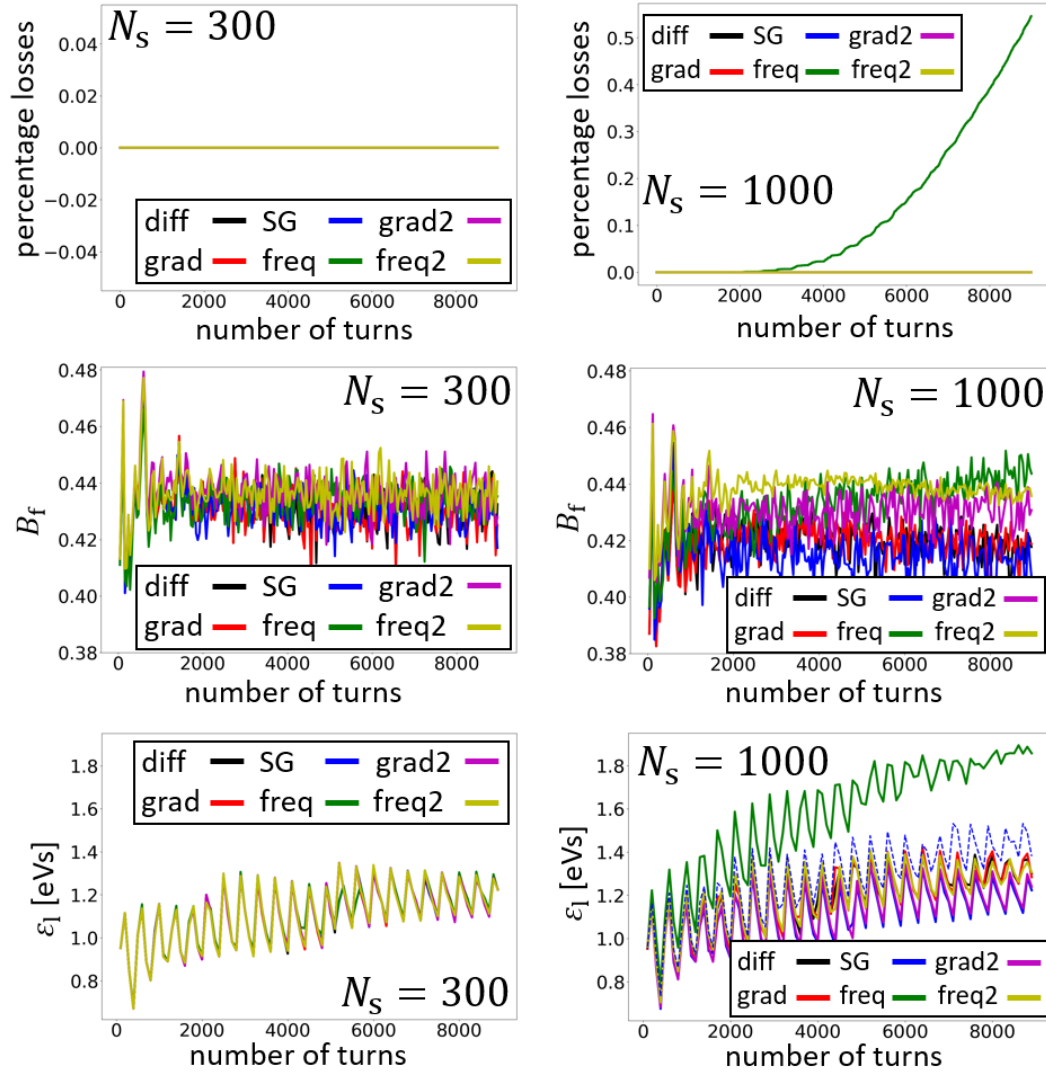 N_s = 300
percentage losses
0.04
0.02
0.00
−0.02
−0.04
diff SG grad2
grad freq freq2
0 2000 4000 6000 8000
number of turns
percentage losses
0.5
0.4
0.3
0.2
0.1
0.0
diff SG grad2
grad freq freq2
N_s = 1000
0 2000 4000 6000 8000
number of turns
B_f
0.48
0.46
0.44
0.42
0.40
0.38
N_s = 300
diff SG grad2
grad freq freq2
0 2000 4000 6000 8000
number of turns
B_f
0.48
0.46
0.44
0.42
0.40
0.38
N_s = 1000
diff SG grad2
grad freq freq2
0 2000 4000 6000 8000
number of turns
ε_l [eVs]
1.8
1.6
1.4
1.2
1.0
0.8
diff SG grad2
grad freq freq2
N_s = 300
0 2000 4000 6000 8000
number of turns
ε_l [eVs]
1.8
1.6
1.4
1.2
1.0
0.8
N_s = 1000
diff SG grad2
grad freq freq2
0 2000 4000 6000 8000
number of turns